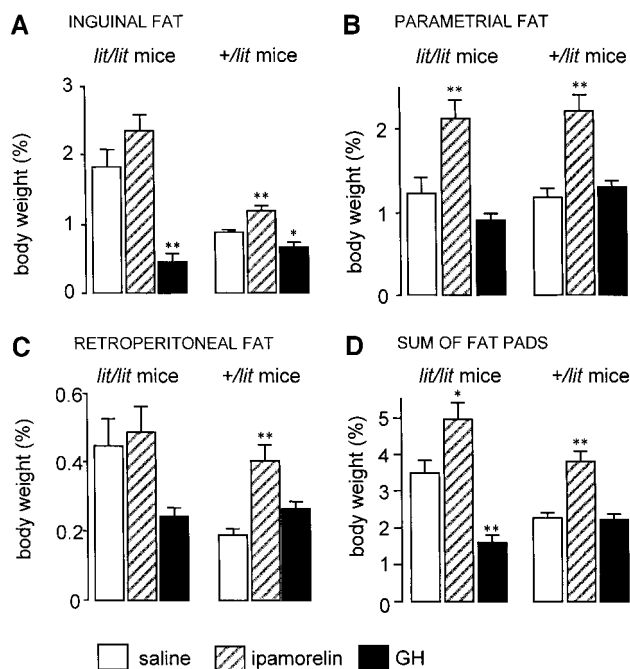 A INGUINAL FAT
lit/lit mice +/lit mice
body weight (%)
3
2
1
0
**
**
*
B PARAMETRIAL FAT
lit/lit mice +/lit mice
body weight (%)
2
1
0
**
**
C RETROPERITONEAL FAT
lit/lit mice +/lit mice
body weight (%)
0.6
0.4
0.2
0
**
D SUM OF FAT PADS
lit/lit mice +/lit mice
body weight (%)
5
4
3
2
1
0
*
**
**
saline ipamorelin GH